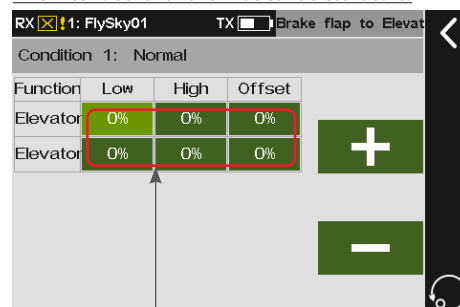 RX !1: FlySky01 TX Brake flap to Elevat
Condition 1: Normal
Function Low High Offset
Elevator 0% 0% 0%
Elevator 0% 0% 0%
+
−